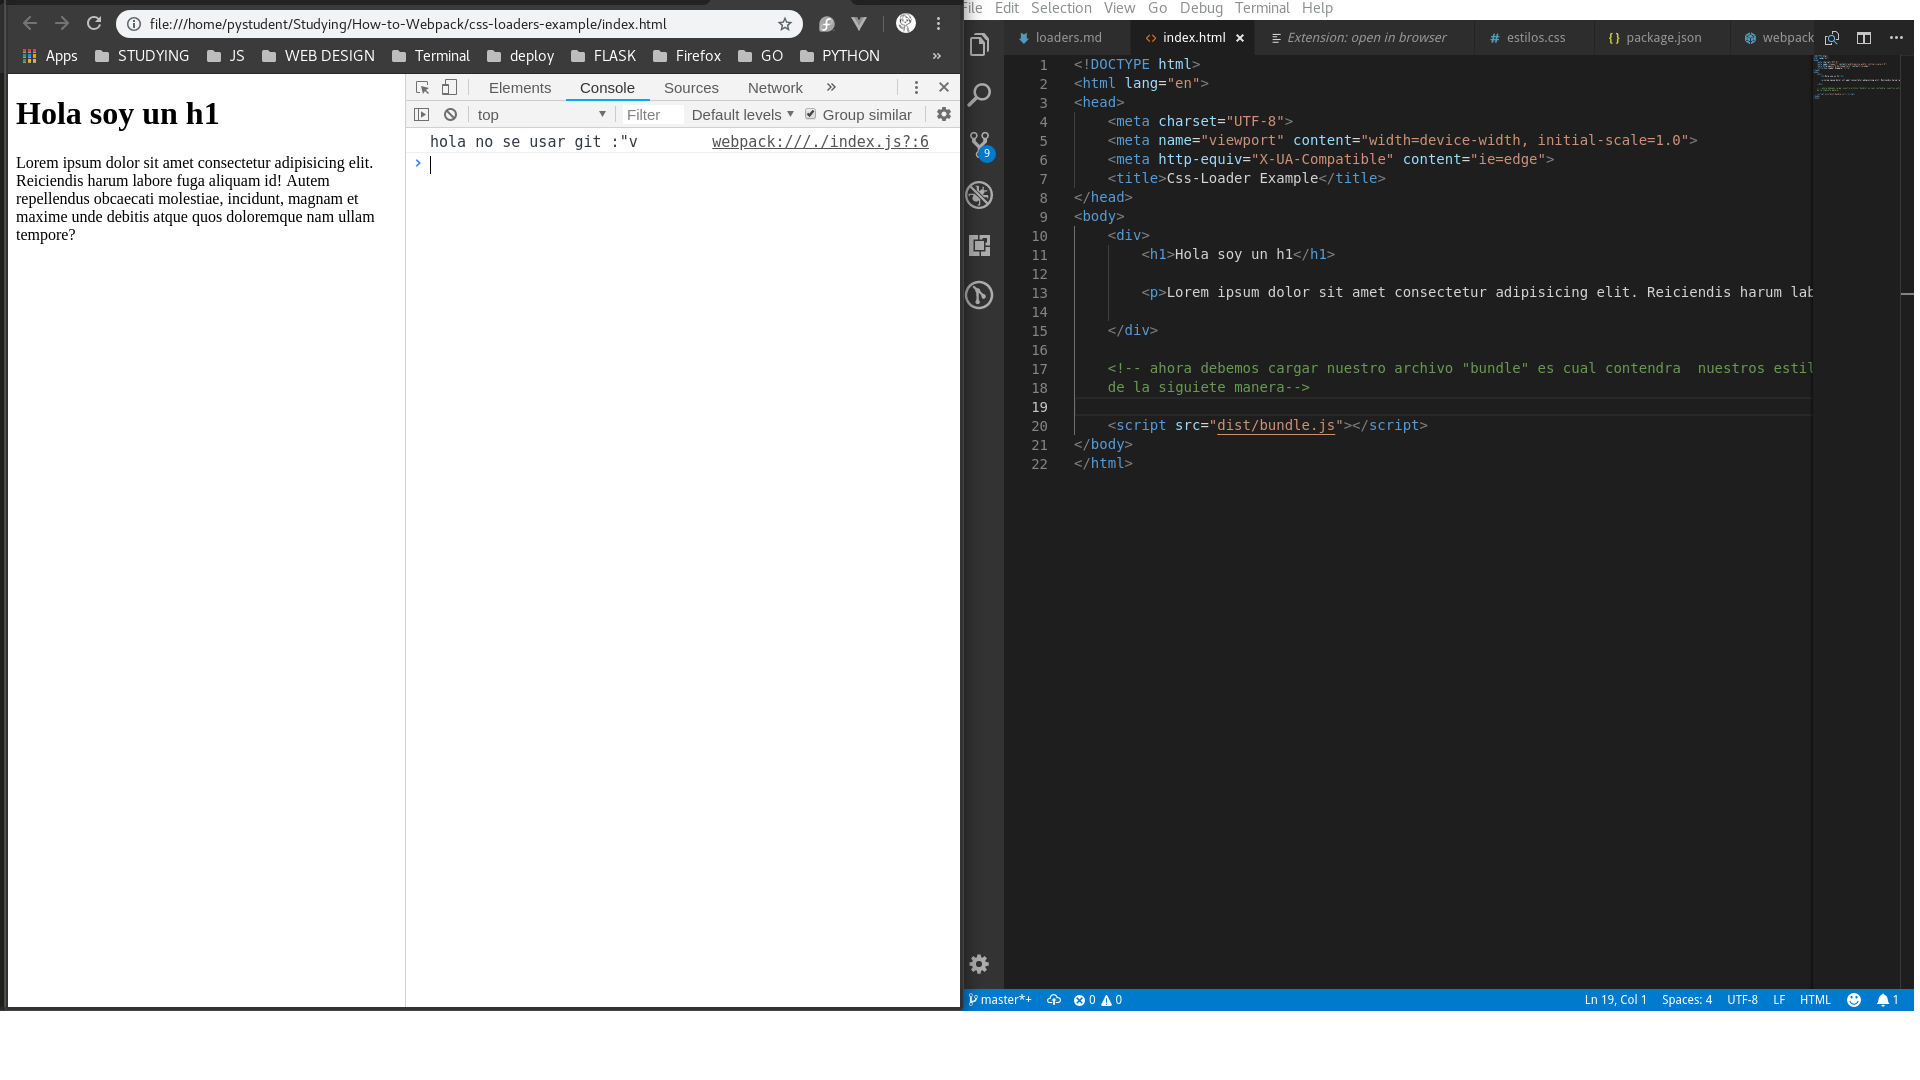 file:///home/pystudent/Studying/How-to-Webpack/css-loaders-example/index.html
Apps STUDYING JS WEB DESIGN Terminal deploy FLASK Firefox GO PYTHON »
Hola soy un h1
Lorem ipsum dolor sit amet consectetur adipisicing elit.
Reiciendis harum labore fuga aliquam id! Autem
repellendus obcaecati molestiae, incidunt, magnam et
maxime unde debitis atque quos doloremque nam ullam
tempore?
Elements Console Sources Network »
top Filter Default levels Group similar
hola no se usar git :"v webpack:///./index.js?:6
File Edit Selection View Go Debug Terminal Help
loaders.md index.html Extension: open in browser estilos.css package.json webpack
9
1 <!DOCTYPE html>
2 <html lang="en">
3 <head>
4 <meta charset="UTF-8">
5 <meta name="viewport" content="width=device-width, initial-scale=1.0">
6 <meta http-equiv="X-UA-Compatible" content="ie=edge">
7 <title>Css-Loader Example</title>
8 </head>
9 <body>
10 <div>
11 <h1>Hola soy un h1</h1>
12
13 <p>Lorem ipsum dolor sit amet consectetur adipisicing elit. Reiciendis harum lab
14
15 </div>
16
17 <!-- ahora debemos cargar nuestro archivo "bundle" es cual contendra  nuestros estil
18 de la siguiete manera-->
19
20 <script src="dist/bundle.js"></script>
21 </body>
22 </html>
master*+ 0 0 Ln 19, Col 1 Spaces: 4 UTF-8 LF HTML 1